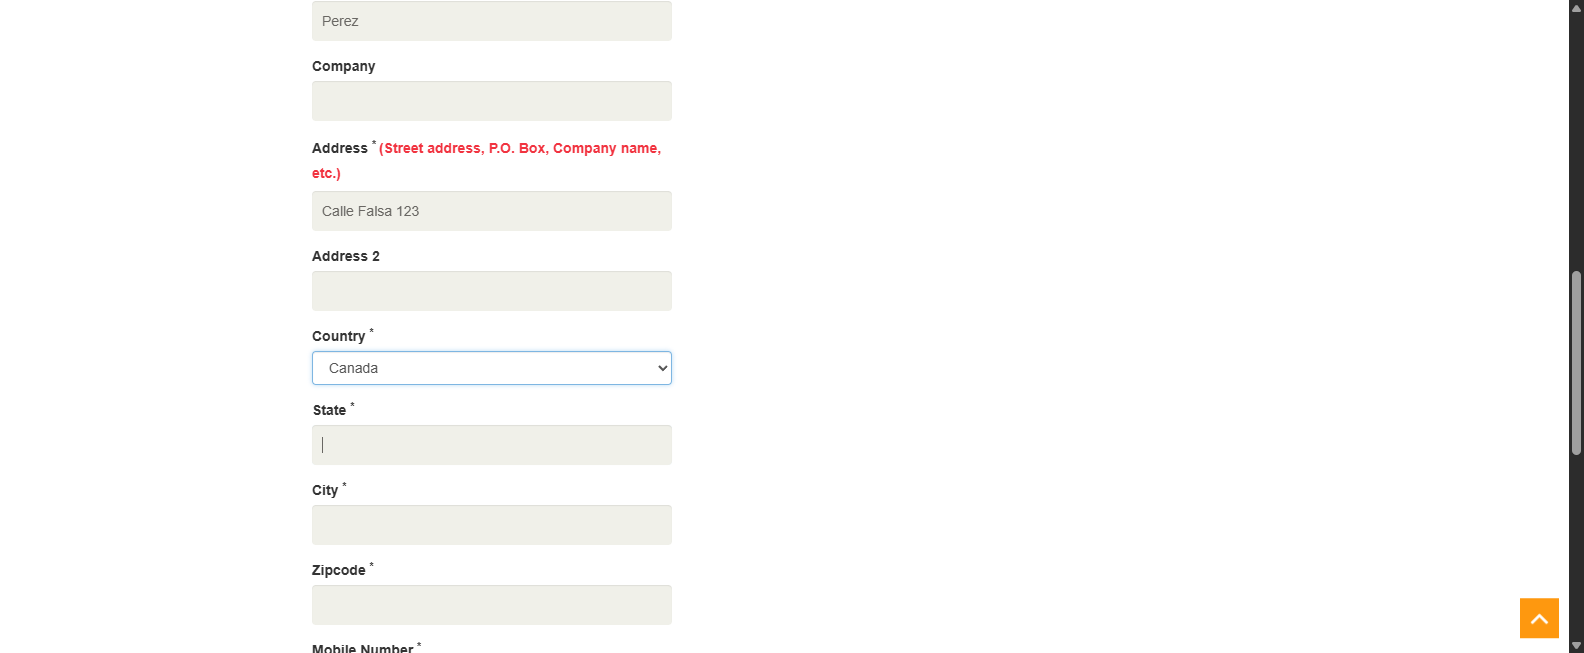 Perez
Company
Address * (Street address, P.O. Box, Company name,
etc.)
Calle Falsa 123
Address 2
Country *
Canada
State *
City *
Zipcode *
Mobile Number *